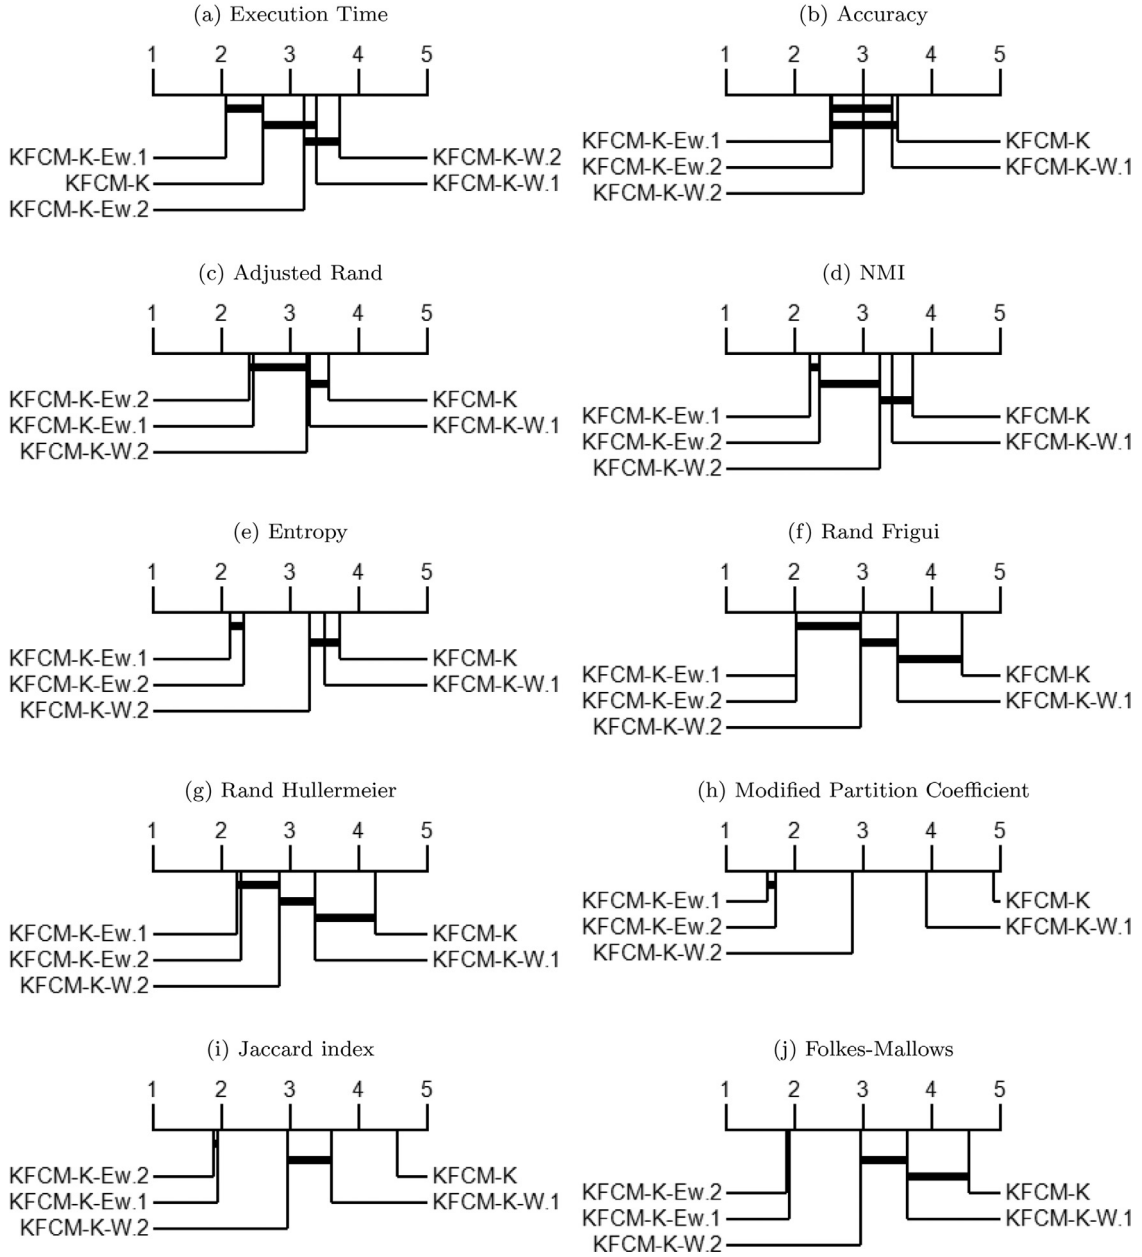 (a) Execution Time
1 2 3 4 5
KFCM-K-Ew.1 KFCM-K-W.2
KFCM-K KFCM-K-W.1
KFCM-K-Ew.2
(b) Accuracy
1 2 3 4 5
KFCM-K-Ew.1 KFCM-K
KFCM-K-Ew.2 KFCM-K-W.1
KFCM-K-W.2
(c) Adjusted Rand
1 2 3 4 5
KFCM-K-Ew.2 KFCM-K
KFCM-K-Ew.1 KFCM-K-W.1
KFCM-K-W.2
(d) NMI
1 2 3 4 5
KFCM-K-Ew.1 KFCM-K
KFCM-K-Ew.2 KFCM-K-W.1
KFCM-K-W.2
(e) Entropy
1 2 3 4 5
KFCM-K-Ew.1 KFCM-K
KFCM-K-Ew.2 KFCM-K-W.1
KFCM-K-W.2
(f) Rand Frigui
1 2 3 4 5
KFCM-K-Ew.1 KFCM-K
KFCM-K-Ew.2 KFCM-K-W.1
KFCM-K-W.2
(g) Rand Hullermeier
1 2 3 4 5
KFCM-K-Ew.1 KFCM-K
KFCM-K-Ew.2 KFCM-K-W.1
KFCM-K-W.2
(h) Modified Partition Coefficient
1 2 3 4 5
KFCM-K-Ew.1 KFCM-K
KFCM-K-Ew.2 KFCM-K-W.1
KFCM-K-W.2
(i) Jaccard index
1 2 3 4 5
KFCM-K-Ew.2 KFCM-K
KFCM-K-Ew.1 KFCM-K-W.1
KFCM-K-W.2
(j) Folkes-Mallows
1 2 3 4 5
KFCM-K-Ew.2 KFCM-K
KFCM-K-Ew.1 KFCM-K-W.1
KFCM-K-W.2